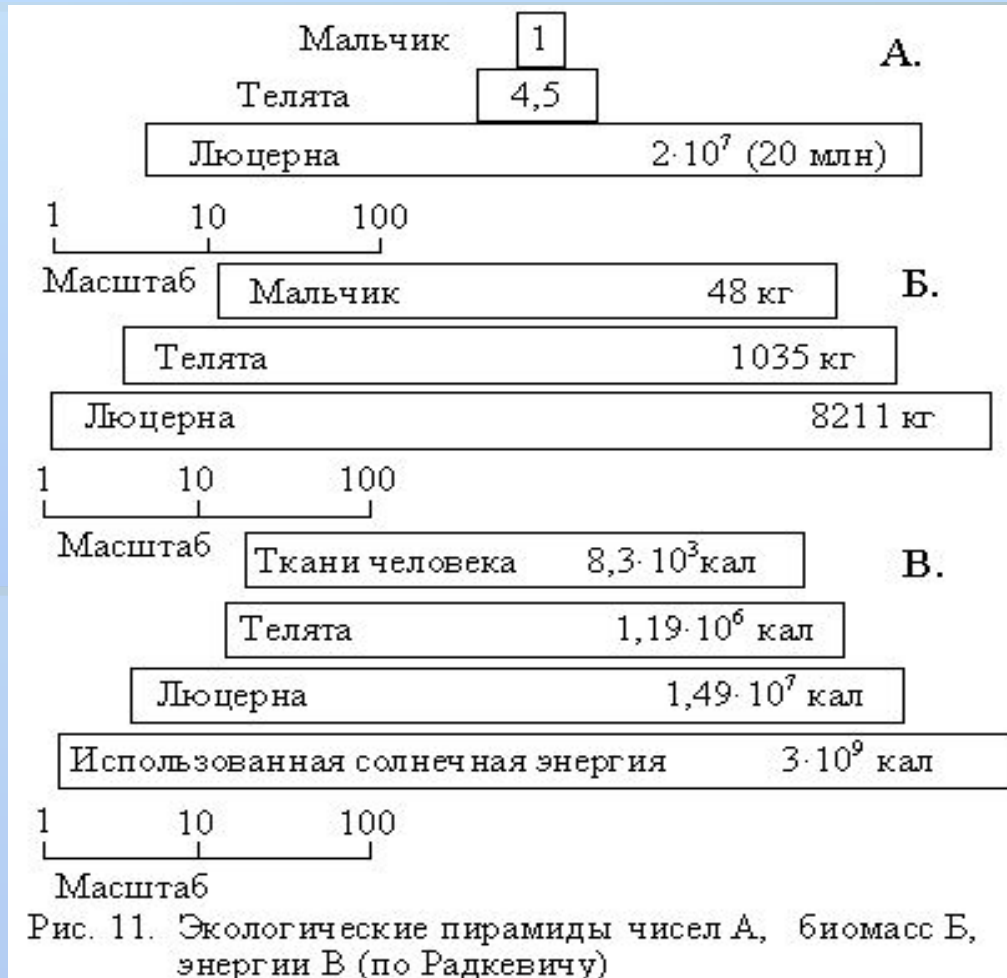 Мальчик 1 А.
Телята 4,5
Люцерна 2·10⁷ (20 млн)
1 10 100
Масштаб
Мальчик 48 кг Б.
Телята 1035 кг
Люцерна 8211 кг
1 10 100
Масштаб
Ткани человека 8,3·10³кал В.
Телята 1,19·10⁶ кал
Люцерна 1,49·10⁷ кал
Использованная солнечная энергия 3·10⁹ кал
1 10 100
Масштаб
Рис. 11. Экологические пирамиды чисел А, биомасс Б,
энергии В (по Радкевичу)